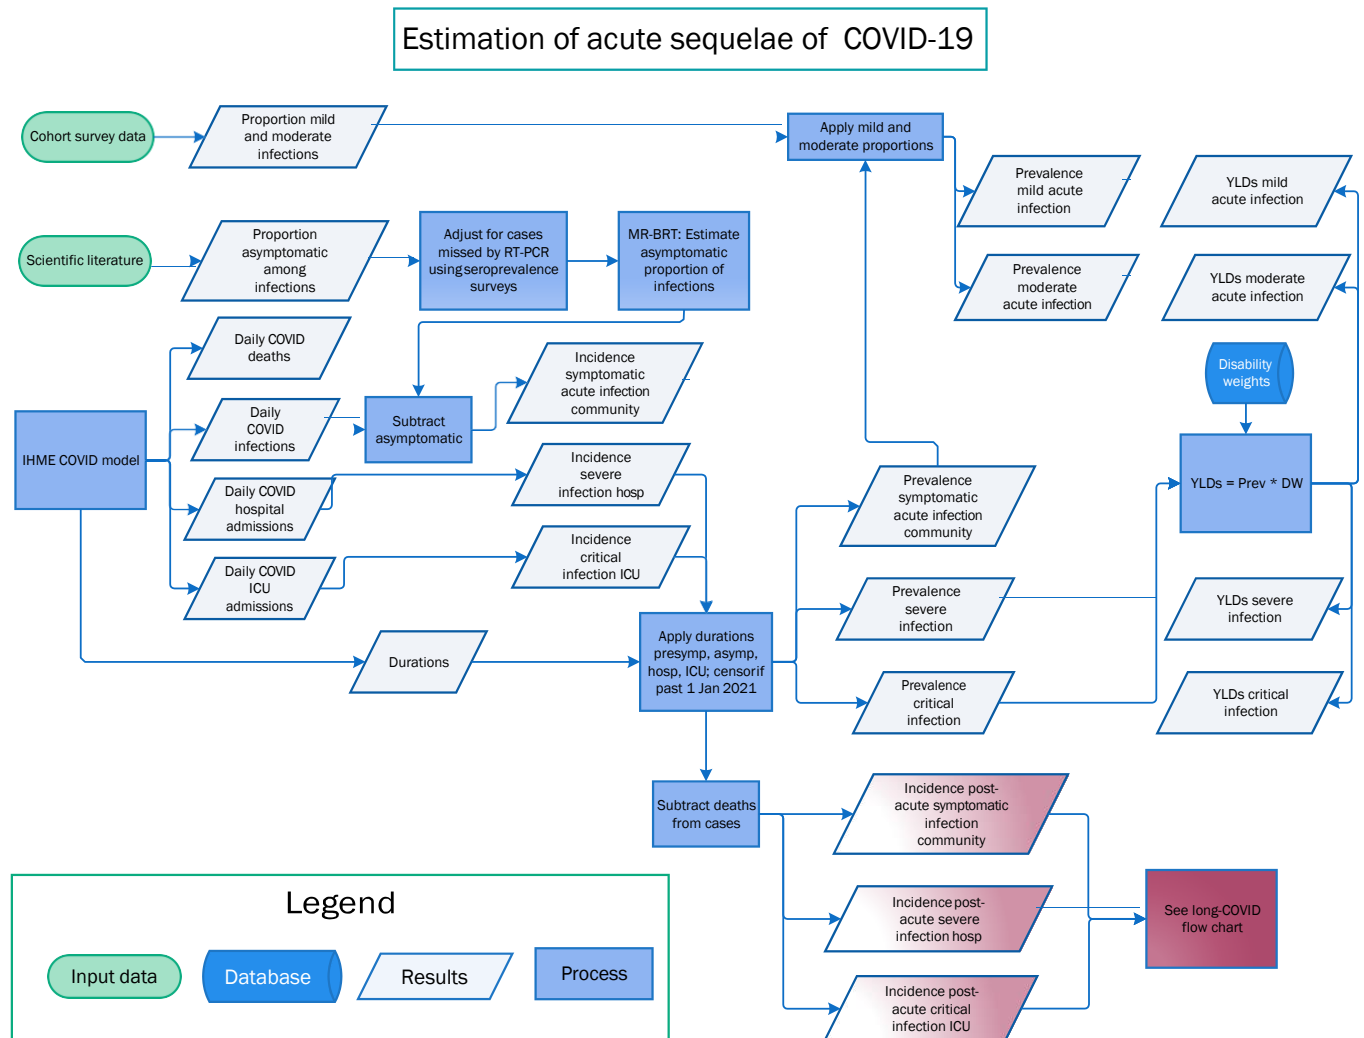 Estimation of acute sequelae of COVID-19
Cohort survey data
Proportion mild
and moderate
infections
Apply mild and
moderate proportions
Prevalence
mild acute
infection
YLDs mild
acute infection
Scientific literature
Proportion
asymptomatic
among
infections
Adjust for cases
missed by RT-PCR
using seroprevalence
surveys
MR-BRT: Estimate
asymptomatic
proportion of
infections
Prevalence
moderate
acute infection
YLDs moderate
acute infection
Daily COVID
deaths
Incidence
symptomatic
acute infection
community
Disability
weights
IHME COVID model
Daily
COVID
infections
Subtract
asymptomatic
Daily COVID
hospital
admissions
Incidence
severe
infection hosp
Prevalence
symptomatic
acute infection
community
YLDs = Prev * DW
Daily COVID
ICU
admissions
Incidence
critical
infection ICU
Prevalence
severe
infection
YLDs severe
infection
Durations
Apply durations
presymp, asymp,
hosp, ICU; censor if
past 1 Jan 2021
Prevalence
critical
infection
YLDs critical
infection
Subtract deaths
from cases
Incidence post-
acute symptomatic
infection
community
Incidence post-
acute severe
infection hosp
See long-COVID
flow chart
Incidence post-
acute critical
infection ICU
Legend
Input data
Database
Results
Process